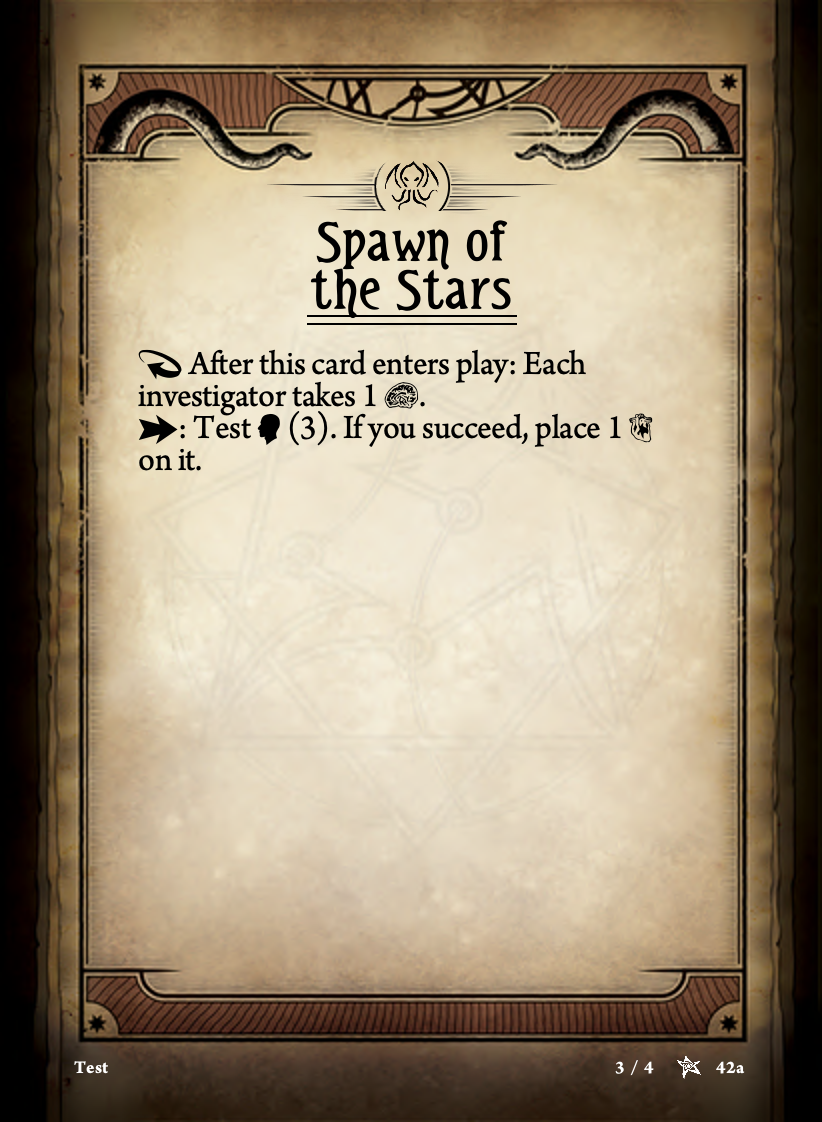 Spawn of
the Stars
After this card enters play: Each
investigator takes 1 .
: Test (3). If you succeed, place 1
on it.
Test
3 / 4 42a